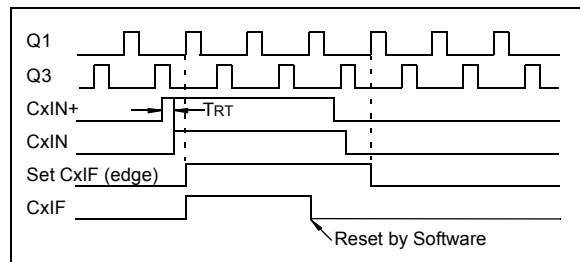 Q1
Q3
CxIN+
TRT
CxIN
Set CxIF (edge)
CxIF
Reset by Software